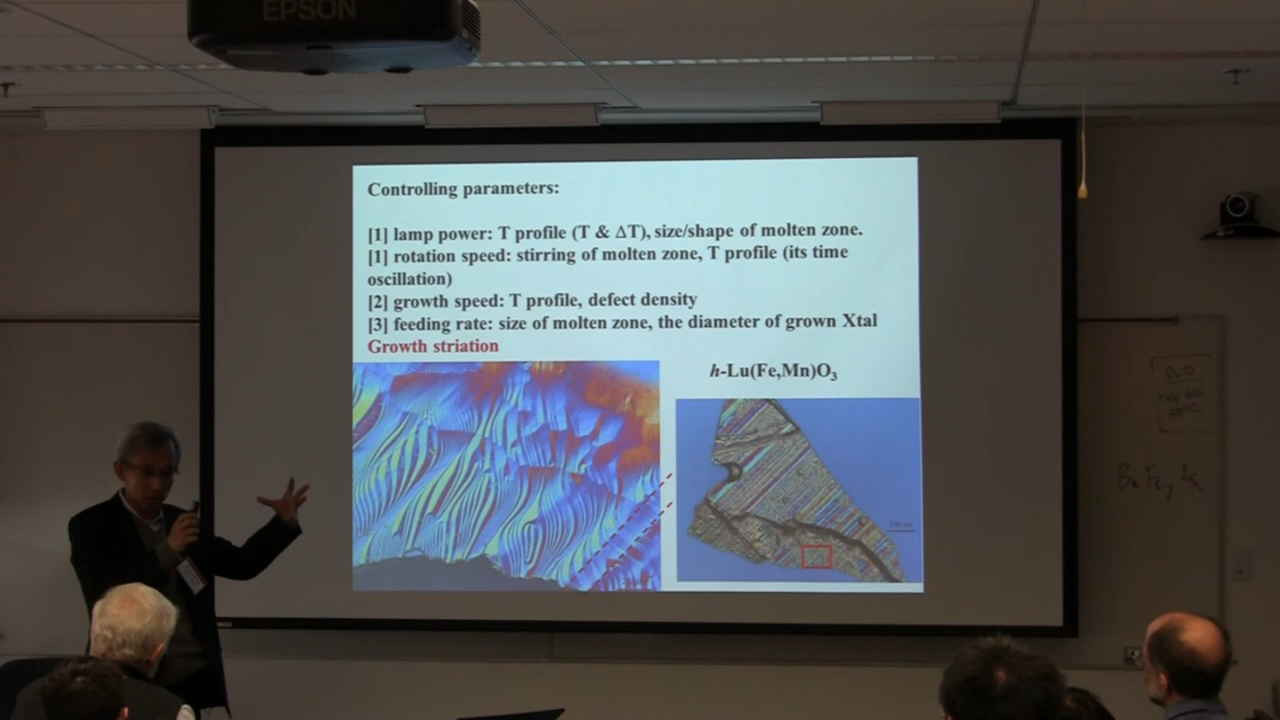 EPSON
Controlling parameters:
[1] lamp power: T profile (T & ΔT), size/shape of molten zone.
[1] rotation speed: stirring of molten zone, T profile (its time
oscillation)
[2] growth speed: T profile, defect density
[3] feeding rate: size of molten zone, the diameter of grown Xtal
Growth striation
h-Lu(Fe,Mn)O₃